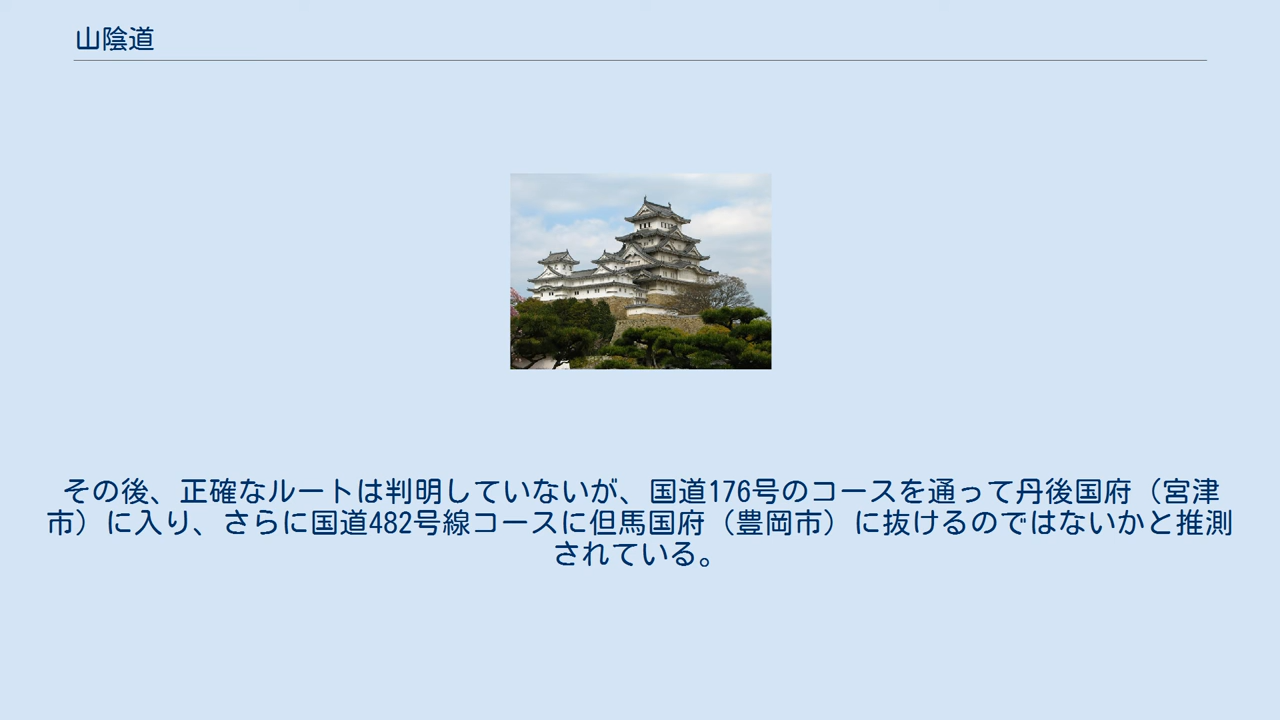 山陰道
その後、正確なルートは判明していないが、国道176号のコースを通って丹後国府（宮津
市）に入り、さらに国道482号線コースに但馬国府（豊岡市）に抜けるのではないかと推測
されている。